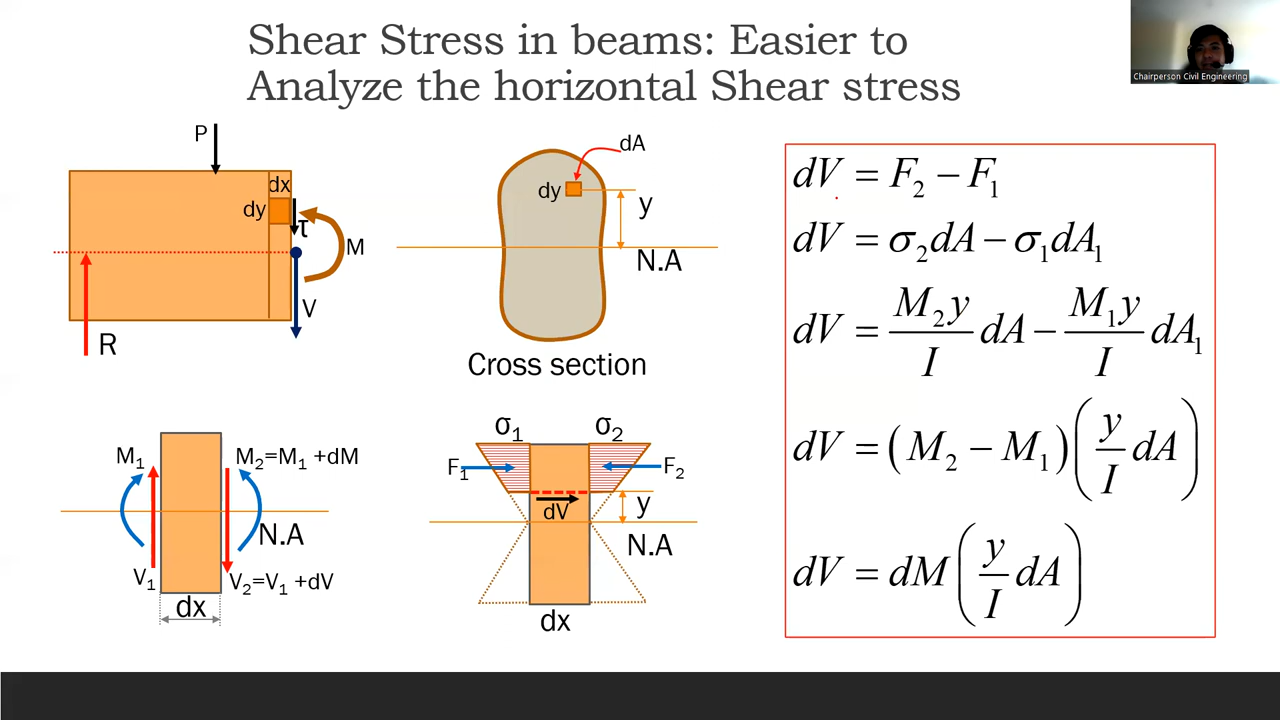 Shear Stress in beams: Easier to
Analyze the horizontal Shear stress
Chairperson Civil Engineering
P
dx
dy
τ
M
V
R
dA
dy
y
N.A
Cross section
M₁
M₂=M₁ +dM
N.A
V₁
V₂=V₁ +dV
dx
σ₁
σ₂
F₁
F₂
dV
y
N.A
dx
dV = F₂ − F₁
dV = σ₂dA − σ₁dA₁
dV = M₂y/I dA − M₁y/I dA₁
dV = (M₂ − M₁)(y/I dA)
dV = dM(y/I dA)